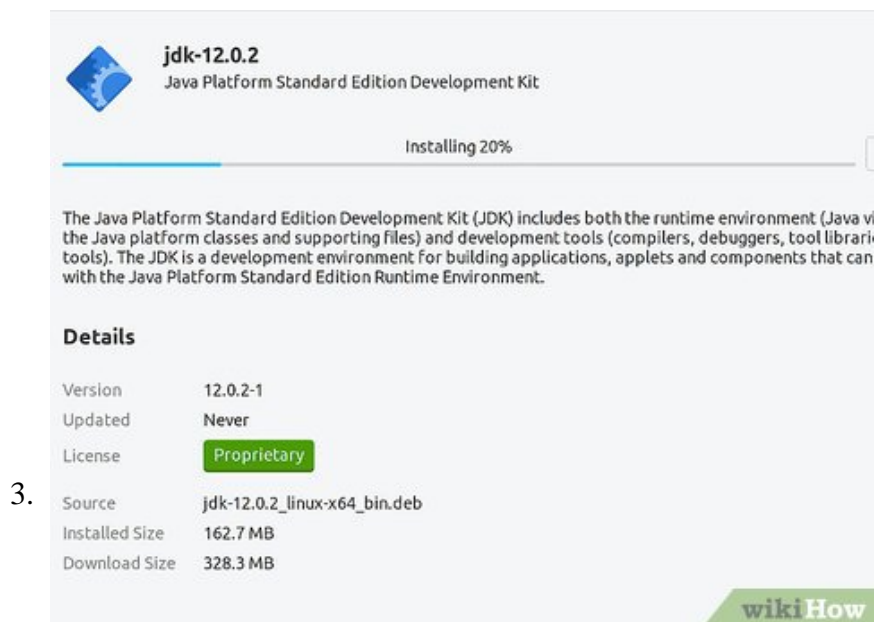 jdk-12.0.2
Java Platform Standard Edition Development Kit
Installing 20%
The Java Platform Standard Edition Development Kit (JDK) includes both the runtime environment (Java
the Java platform classes and supporting files) and development tools (compilers, debuggers, tool
tools). The JDK is a development environment for building applications, applets and components that can
with the Java Platform Standard Edition Runtime Environment.
Details
Version 12.0.2-1
Updated Never
License Proprietary
3.
Source jdk-12.0.2_linux-x64_bin.deb
Installed Size 162.7 MB
Download Size 328.3 MB
wikiHow